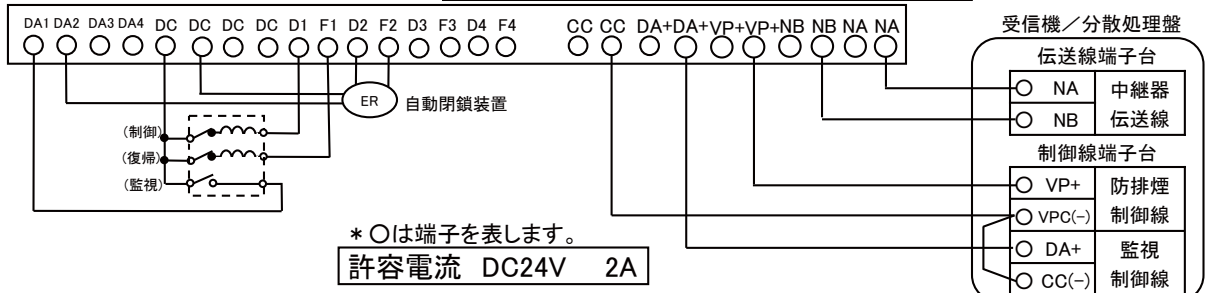 DA1 DA2 DA3 DA4 DC DC DC DC D1 F1 D2 F2 D3 F3 D4 F4 CC CC DA+ DA+ VP+ VP+ NB NB NA NA
受信機／分散処理盤
伝送線端子台
NA 中継器
NB 伝送線
ER 自動閉鎖装置
(制御)
(復帰)
(監視)
制御線端子台
VP+ 防排煙
VPC(-) 制御線
DA+ 監視
CC(-) 制御線
*○は端子を表します。
許容電流 DC24V 2A